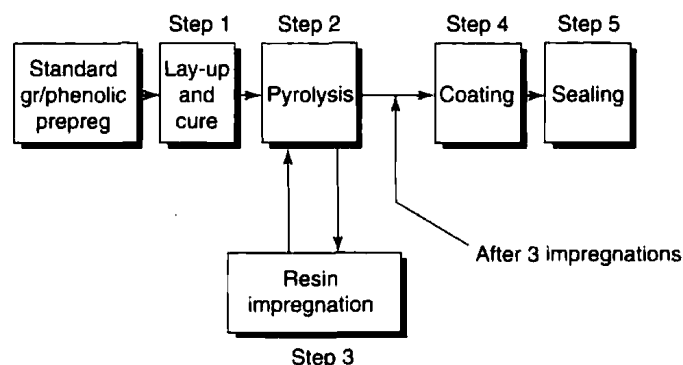 Step 1
Step 2
Step 4
Step 5
Standard
gr/phenolic
prepreg
Lay-up
and
cure
Pyrolysis
Coating
Sealing
After 3 impregnations
Resin
impregnation
Step 3